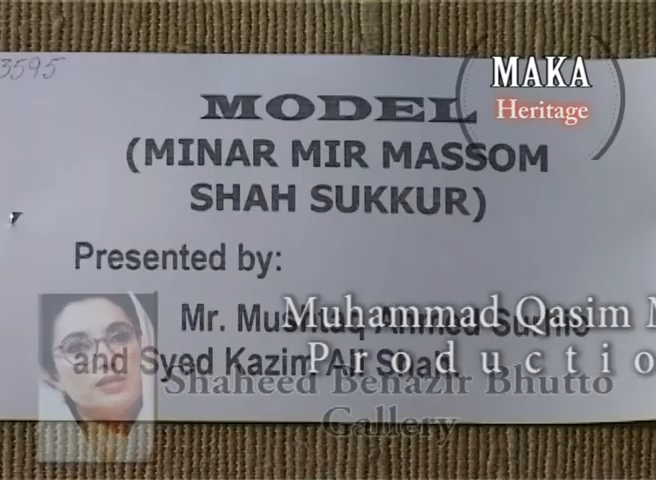 3595
MAKA
Heritage
MODEL
(MINAR MIR MASSOM
SHAH SUKKUR)
Presented by:
Mr. Mushtaq Ahmed
and Syed Kazim Ali Shah.
Muhammad Qasim M
Productio
Shaheed Benazir Bhutto
Gallery